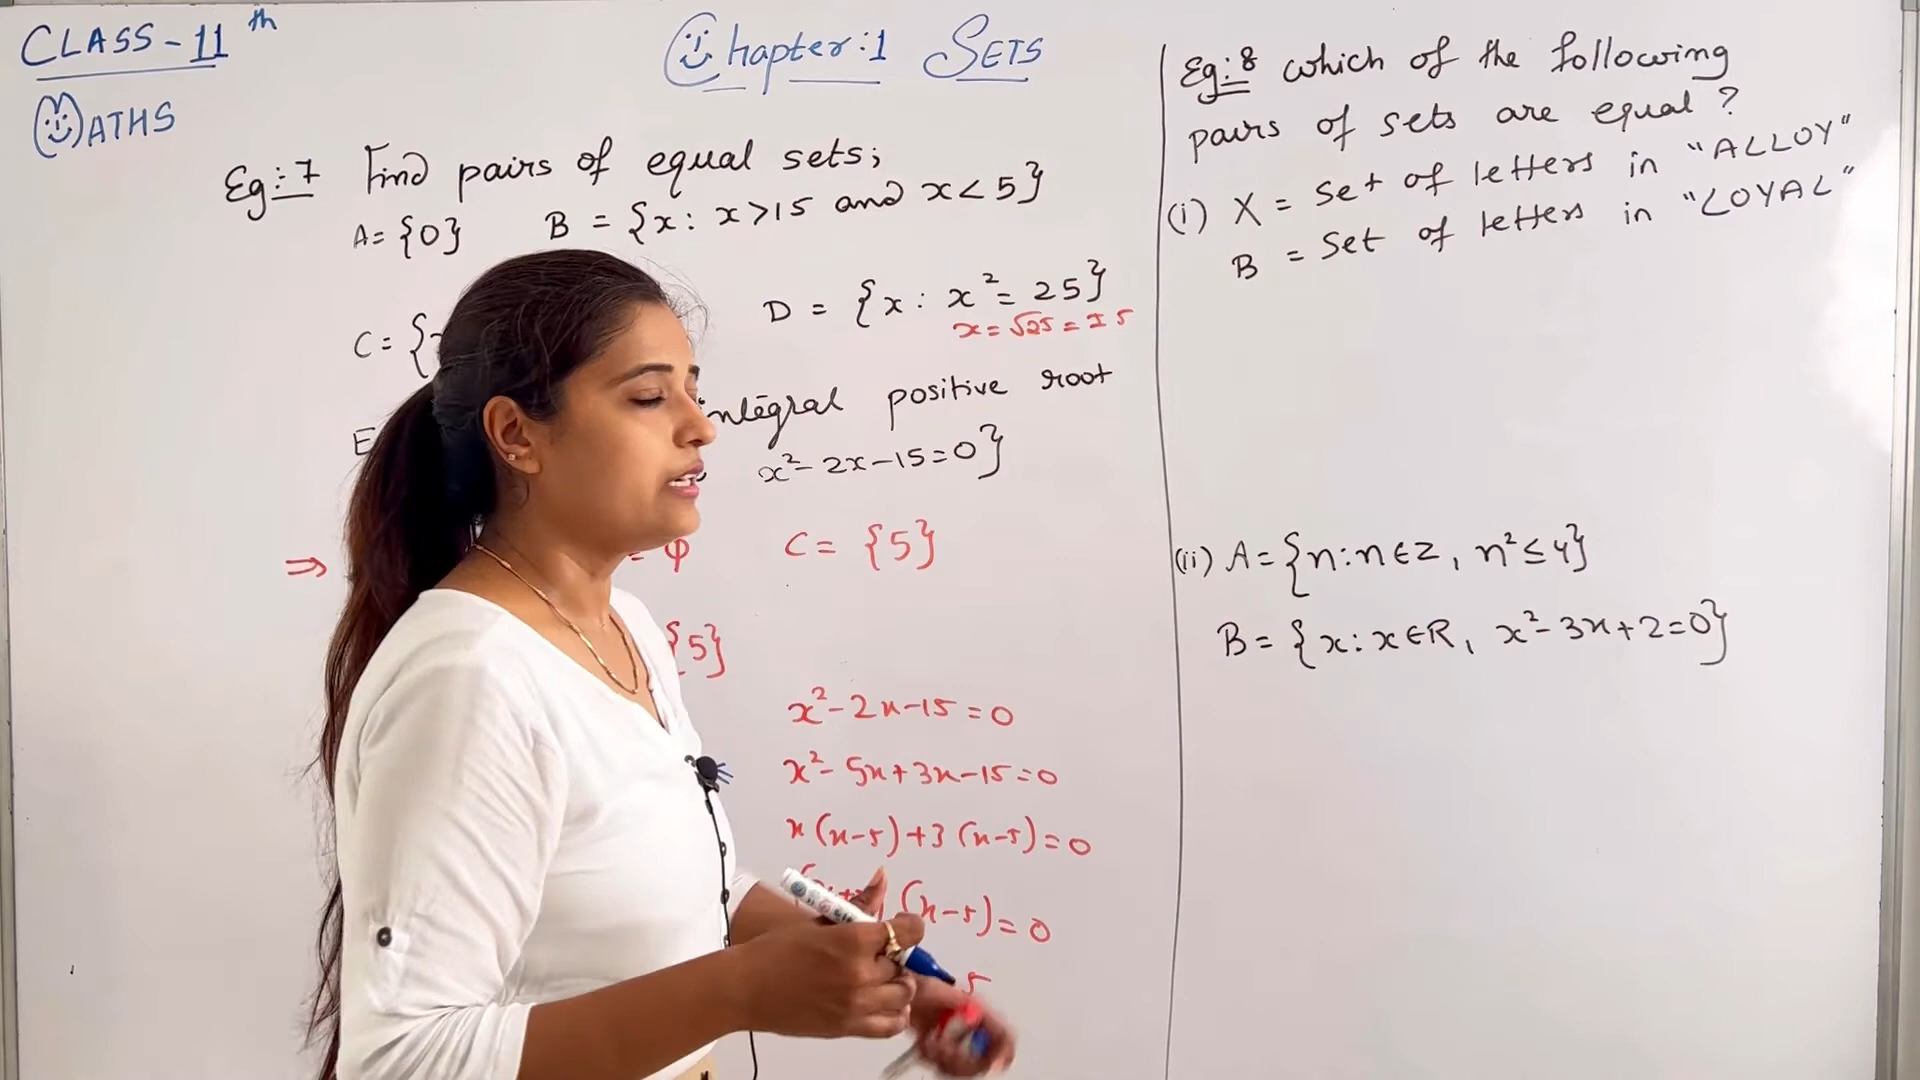 CLASS-11th
MATHS
Chapter:1 SETS
Eg:7 Find pairs of equal sets;
A={0} B = {x: x>15 and x<5}
C={ D = {x: x²=25}
x=√25=±5
E integral positive root
x²-2x-15=0}
⇒ = φ C= {5}
{5}
x²-2x-15=0
x²-5x+3x-15=0
x(x-5)+3(x-5)=0
(x-5)=0
5
Eg:8 which of the following
pairs of sets are equal?
(i) X = Set of letters in "ALLOY"
B = Set of letters in "LOYAL"
(ii) A={n:n∈Z, n²≤4}
B={x:x∈R, x²-3x+2=0}